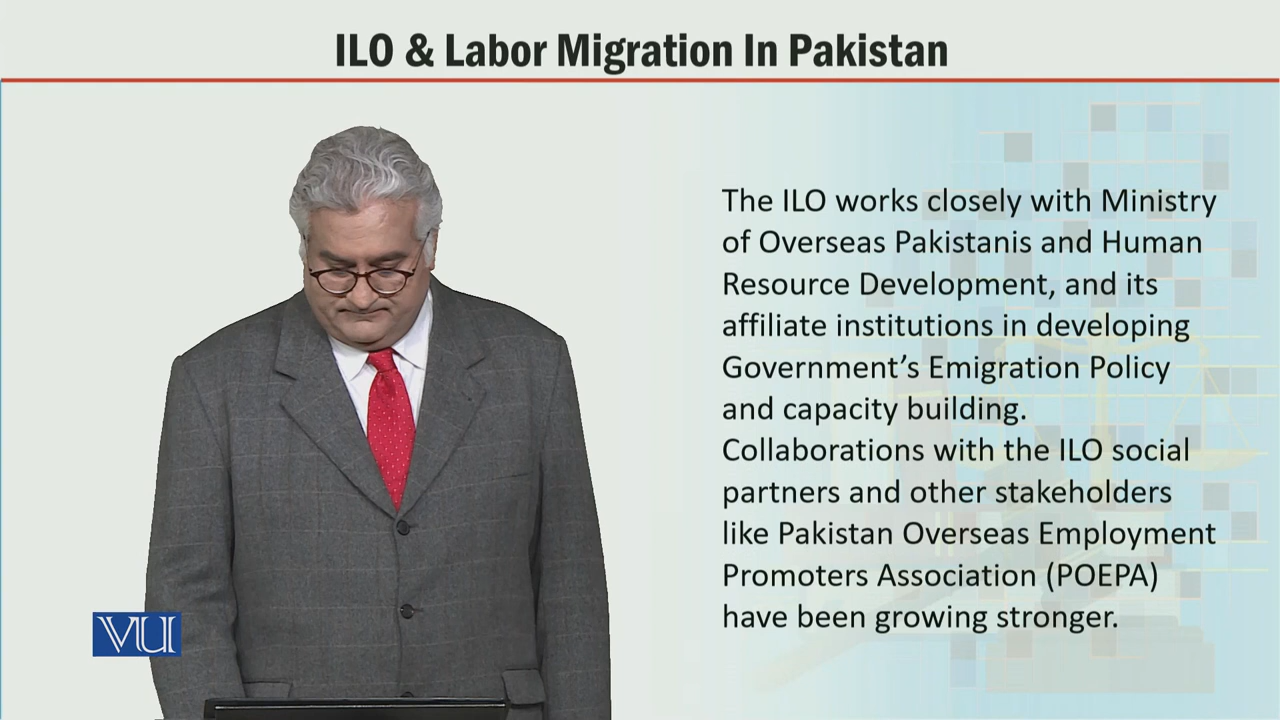 ILO & Labor Migration In Pakistan
The ILO works closely with Ministry
of Overseas Pakistanis and Human
Resource Development, and its
affiliate institutions in developing
Government’s Emigration Policy
and capacity building.
Collaborations with the ILO social
partners and other stakeholders
like Pakistan Overseas Employment
Promoters Association (POEPA)
have been growing stronger.
VU